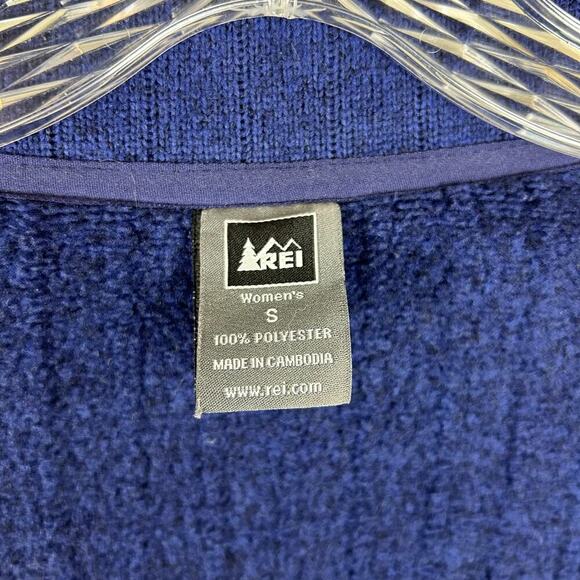 REI
Women's
S
100% POLYESTER
MADE IN CAMBODIA
www.rei.com